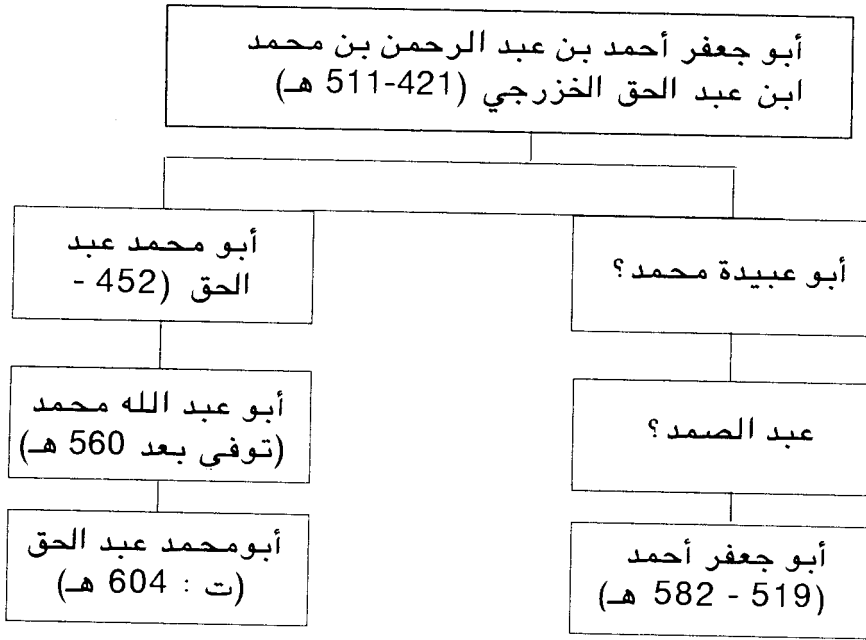 أبو جعفر أحمد بن عبد الرحمن بن محمد
ابن عبد الحق الخزرجي (421-511 هـ)
أبو عبيدة محمد؟
أبو محمد عبد
الحق (452 -
عبد الصمد؟
أبو عبد الله محمد
(توفي بعد 560 هـ)
أبو جعفر أحمد
(519 - 582 هـ)
أبومحمد عبد الحق
(ت : 604 هـ)